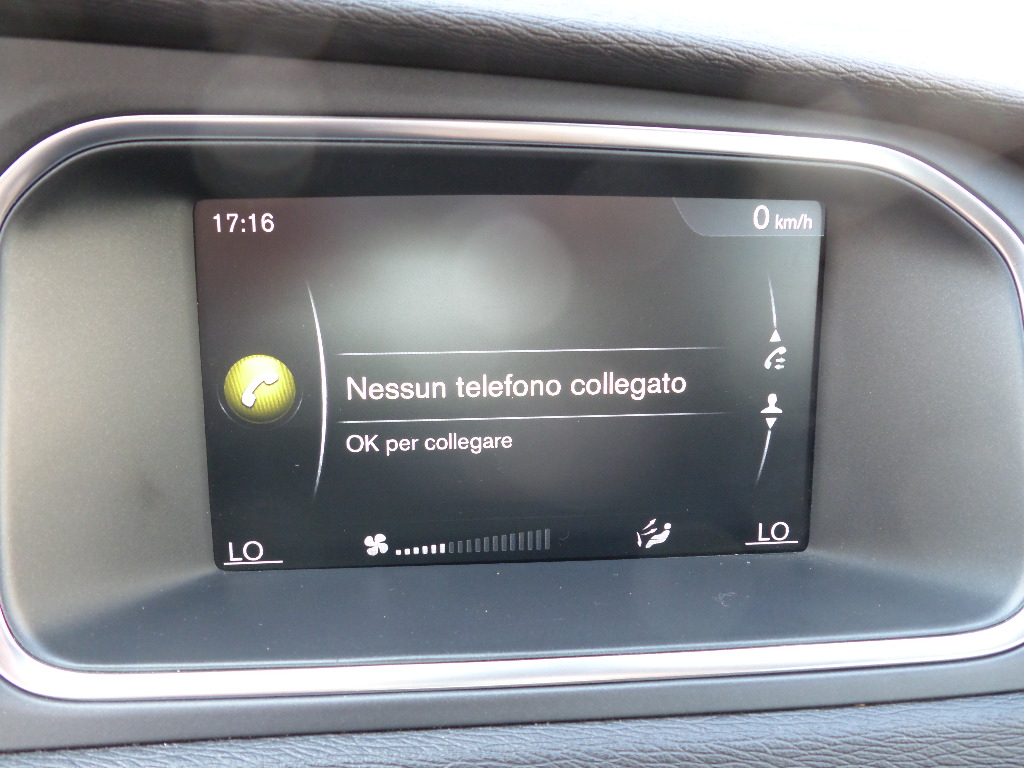 17:16
0 km/h
Nessun telefono collegato
OK per collegare
LO
LO